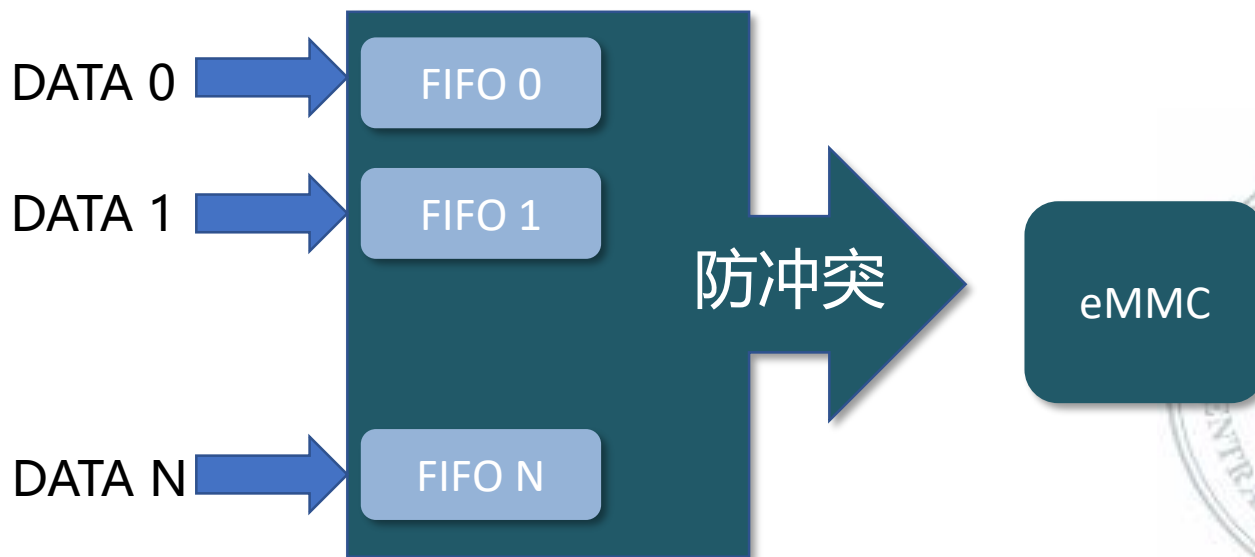 DATA 0
FIFO 0
DATA 1
FIFO 1
防冲突
eMMC
DATA N
FIFO N